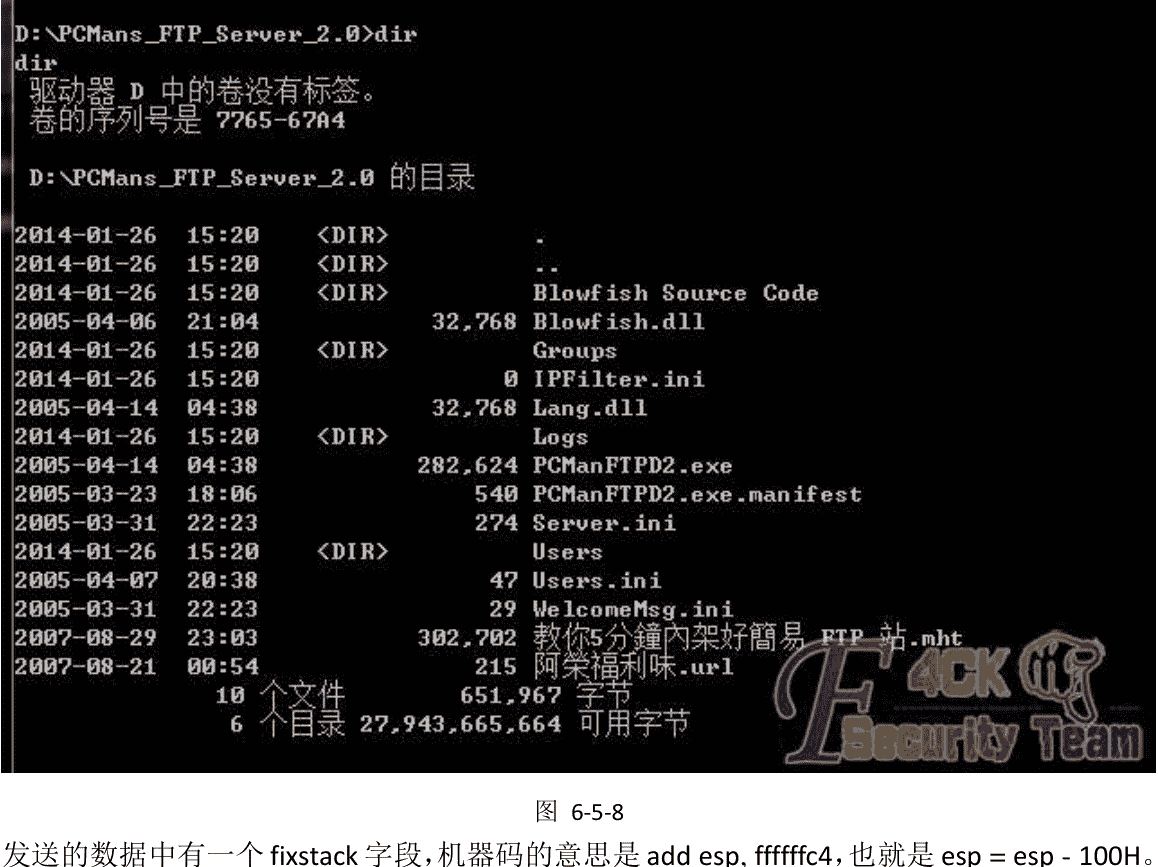 D:\PCMans_FTP_Server_2.0>dir
dir
驱动器 D 中的卷没有标签。
卷的序列号是 7765-67A4
D:\PCMans_FTP_Server_2.0 的目录
2014-01-26 15:20 <DIR> .
2014-01-26 15:20 <DIR> ..
2014-01-26 15:20 <DIR> Blowfish Source Code
2005-04-06 21:04 32,768 Blowfish.dll
2014-01-26 15:20 <DIR> Groups
2014-01-26 15:20 0 IPFilter.ini
2005-04-14 04:38 32,768 Lang.dll
2014-01-26 15:20 <DIR> Logs
2005-04-14 04:38 282,624 PCManFTPD2.exe
2005-03-23 18:06 540 PCManFTPD2.exe.manifest
2005-03-31 22:23 274 Server.ini
2014-01-26 15:20 <DIR> Users
2005-04-07 20:38 47 Users.ini
2005-03-31 22:23 29 WelcomeMsg.ini
2007-08-29 23:03 302,702 教你5分鐘內架好簡易 FTP 站.mht
2007-08-21 00:54 215 阿榮福利味.url
10 个文件 651,967 字节
6 个目录 27,943,665,664 可用字节
F4CK
Security Team
图 6-5-8
发送的数据中有一个 fixstack 字段，机器码的意思是 add esp, ffffffc4，也就是 esp = esp - 100H。